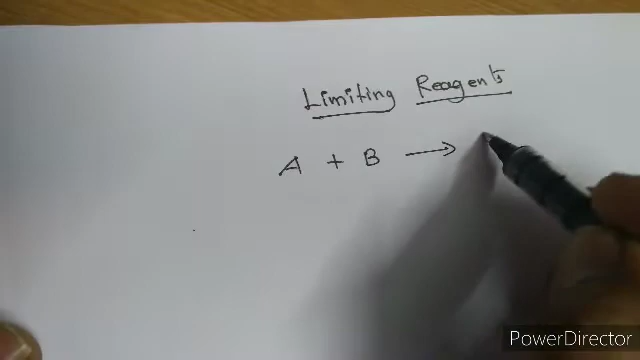 Limiting Reagents
A + B →
PowerDirector